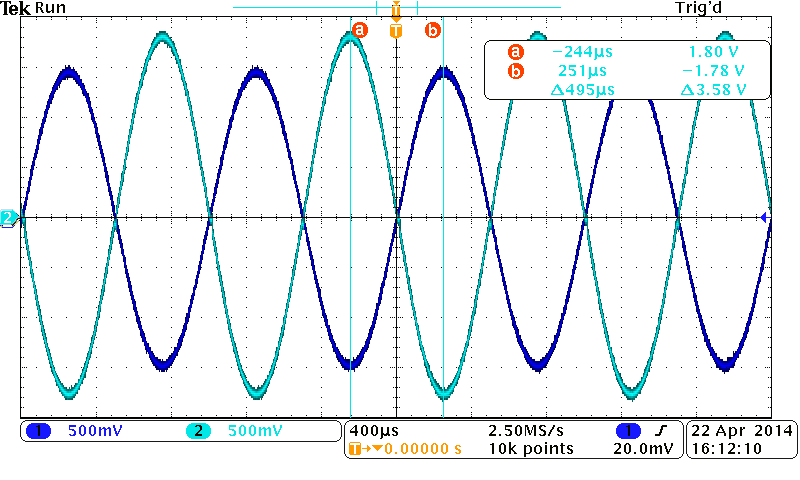 Tek Run T Trig'd
a T b
a −244µs 1.80 V
b 251µs −1.78 V
Δ495µs Δ3.58 V
2
1 500mV 2 500mV 400µs 2.50MS/s 1 22 Apr 2014
T→▼0.00000 s 10k points 20.0mV 16:12:10